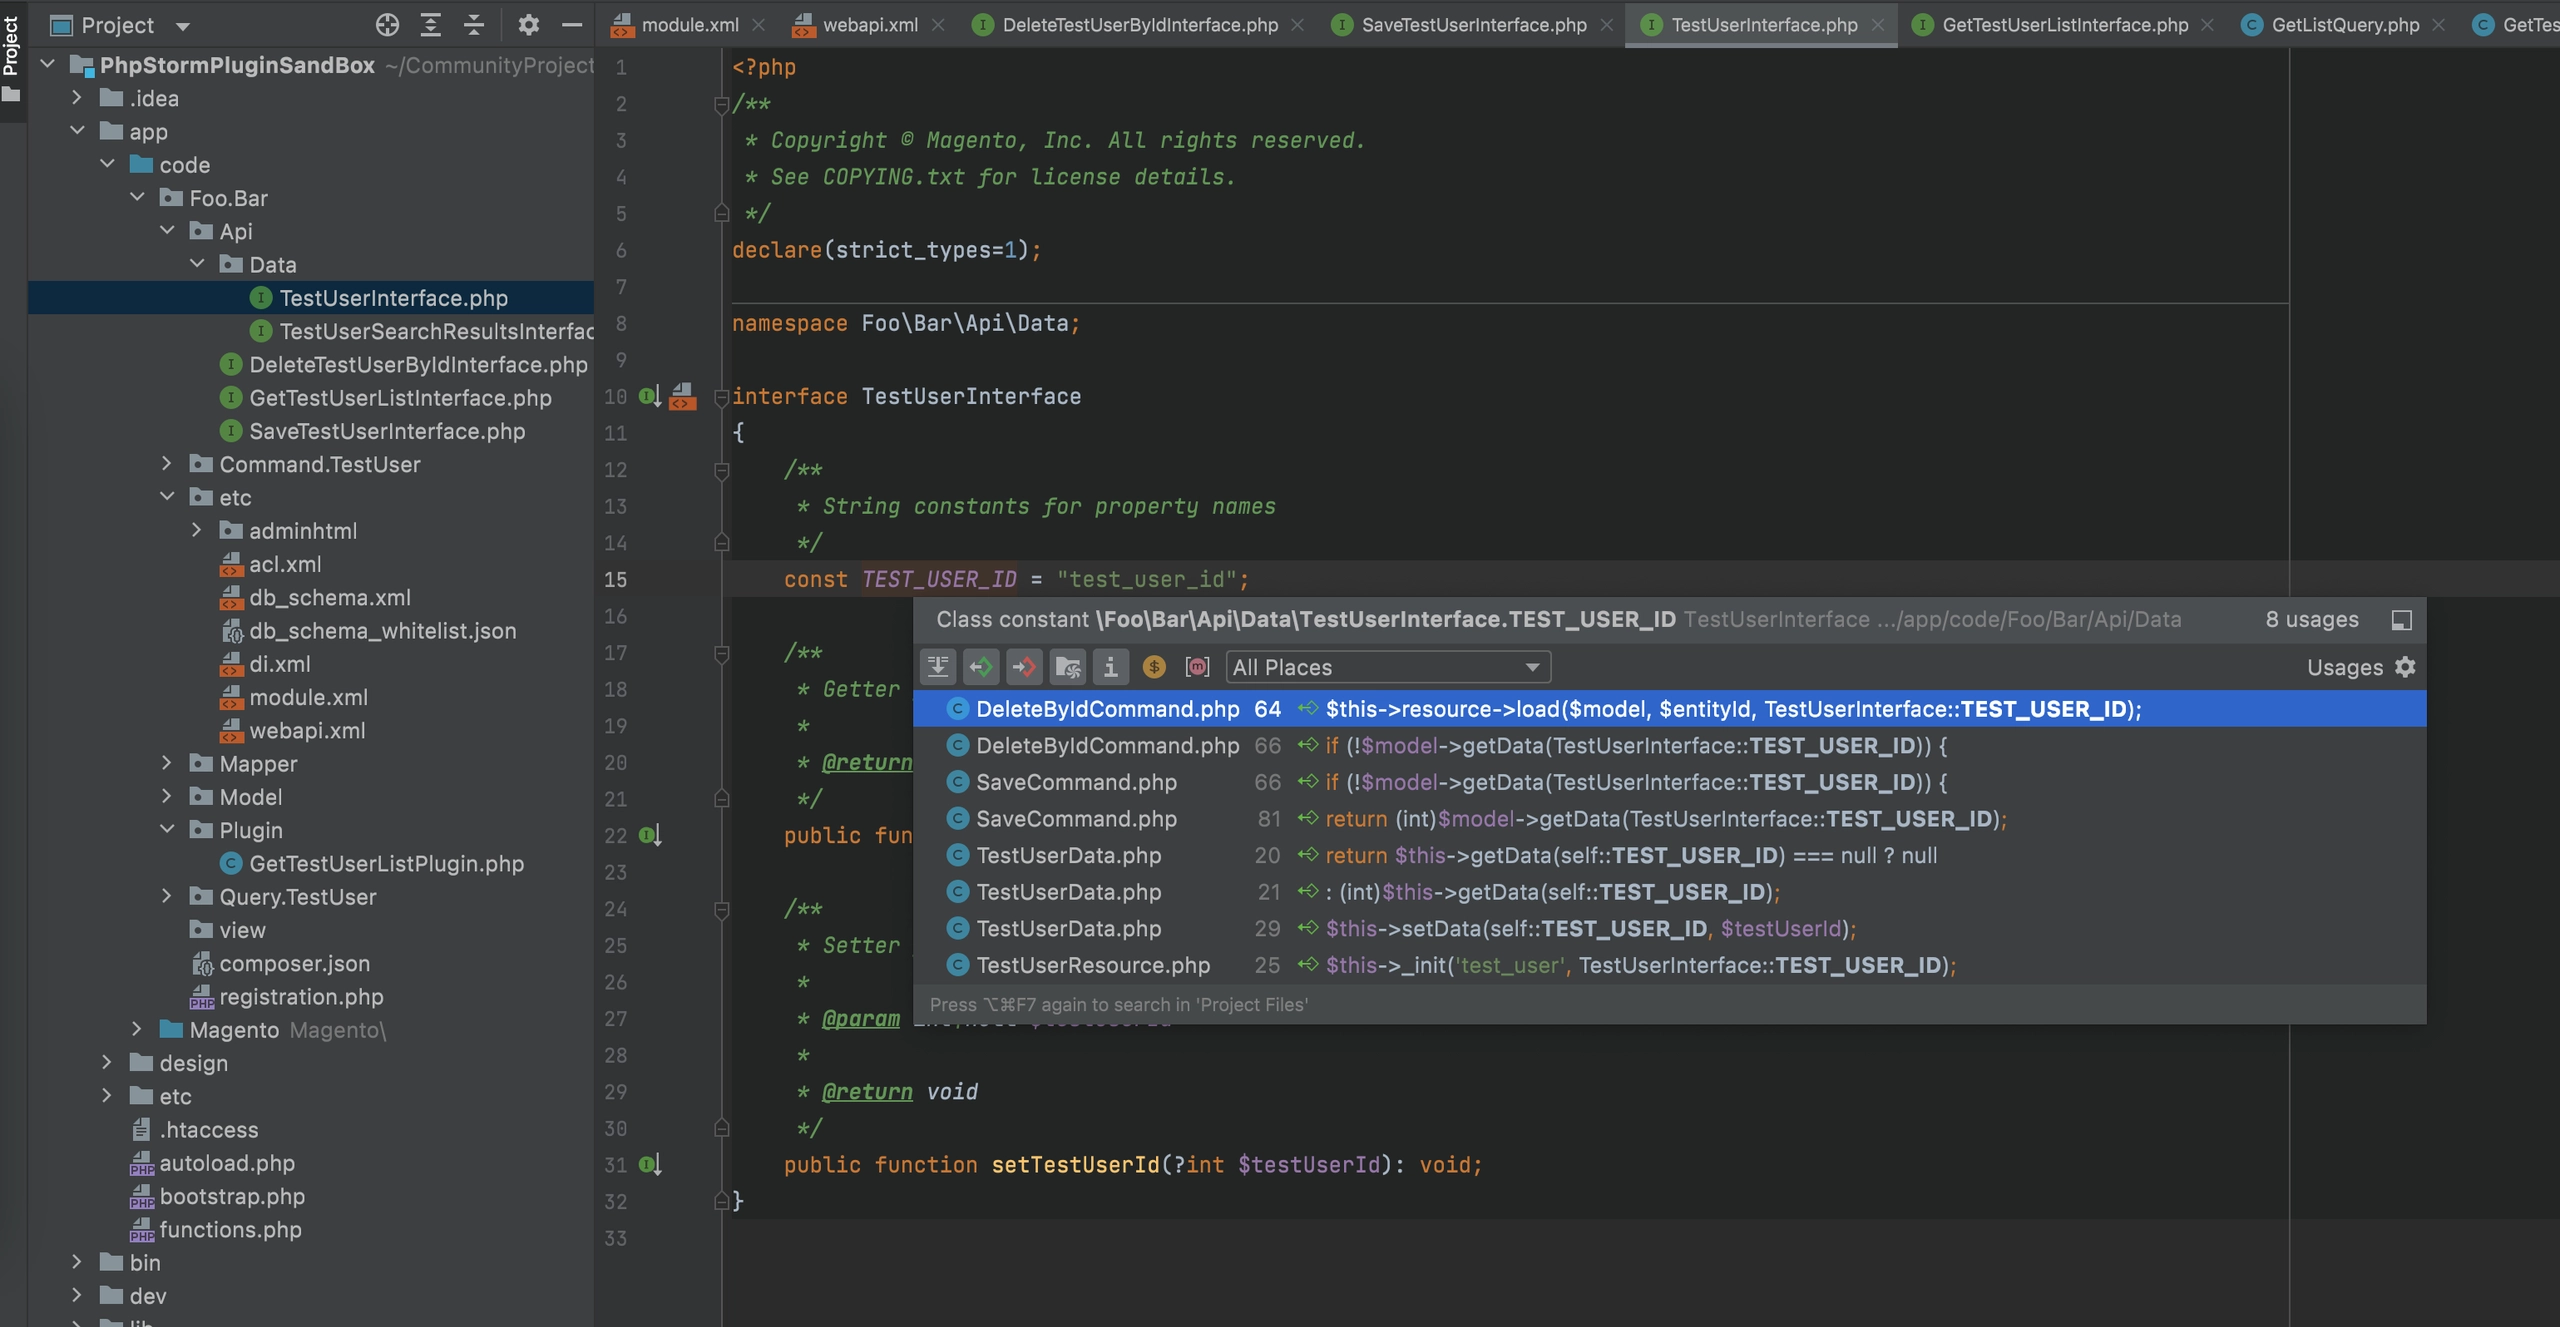 Project
Project
PhpStormPluginSandBox ~/CommunityProject
.idea
app
code
Foo.Bar
Api
Data
TestUserInterface.php
TestUserSearchResultsInterfac
DeleteTestUserByIdInterface.php
GetTestUserListInterface.php
SaveTestUserInterface.php
Command.TestUser
etc
adminhtml
acl.xml
db_schema.xml
db_schema_whitelist.json
di.xml
module.xml
webapi.xml
Mapper
Model
Plugin
GetTestUserListPlugin.php
Query.TestUser
view
composer.json
registration.php
Magento Magento\
design
etc
.htaccess
autoload.php
bootstrap.php
functions.php
bin
dev
module.xml webapi.xml DeleteTestUserByIdInterface.php SaveTestUserInterface.php TestUserInterface.php GetTestUserListInterface.php GetListQuery.php GetTes
1 <?php
2 /**
3 * Copyright © Magento, Inc. All rights reserved.
4 * See COPYING.txt for license details.
5 */
6 declare(strict_types=1);
7
8 namespace Foo\Bar\Api\Data;
9
10 interface TestUserInterface
11 {
12 /**
13 * String constants for property names
14 */
15 const TEST_USER_ID = "test_user_id";
16
17 /**
18 * Getter
19 *
20 * @return
21 */
22 public fun
23
24 /**
25 * Setter
26 *
27 * @param
28 *
29 * @return void
30 */
31 public function setTestUserId(?int $testUserId): void;
32 }
33
Class constant \Foo\Bar\Api\Data\TestUserInterface.TEST_USER_ID TestUserInterface .../app/code/Foo/Bar/Api/Data 8 usages
All Places Usages
DeleteByIdCommand.php 64 $this->resource->load($model, $entityId, TestUserInterface::TEST_USER_ID);
DeleteByIdCommand.php 66 if (!$model->getData(TestUserInterface::TEST_USER_ID)) {
SaveCommand.php 66 if (!$model->getData(TestUserInterface::TEST_USER_ID)) {
SaveCommand.php 81 return (int)$model->getData(TestUserInterface::TEST_USER_ID);
TestUserData.php 20 return $this->getData(self::TEST_USER_ID) === null ? null
TestUserData.php 21 : (int)$this->getData(self::TEST_USER_ID);
TestUserData.php 29 $this->setData(self::TEST_USER_ID, $testUserId);
TestUserResource.php 25 $this->_init('test_user', TestUserInterface::TEST_USER_ID);
Press ⌥⌘F7 again to search in 'Project Files'